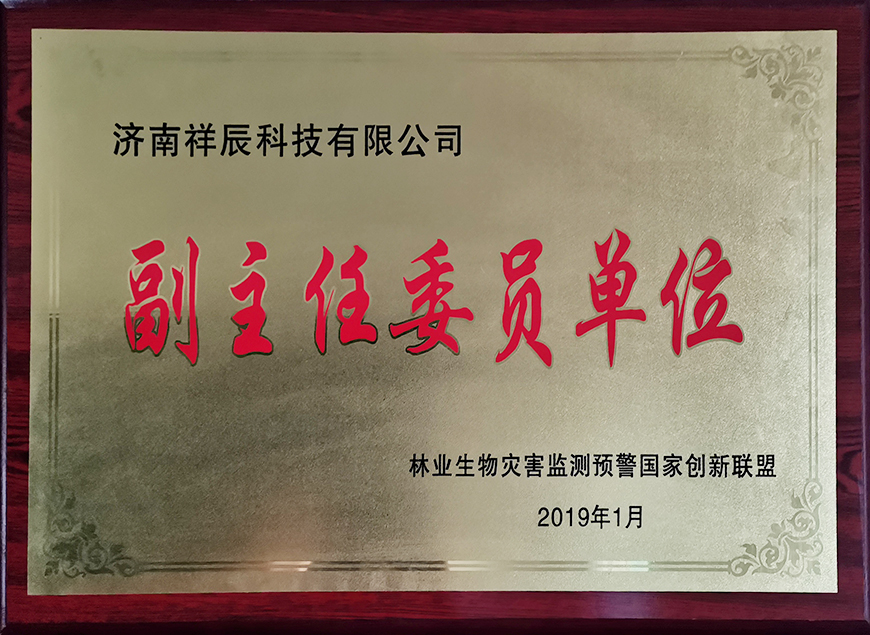 济南祥辰科技有限公司
副主任委员单位
林业生物灾害监测预警国家创新联盟
2019年1月